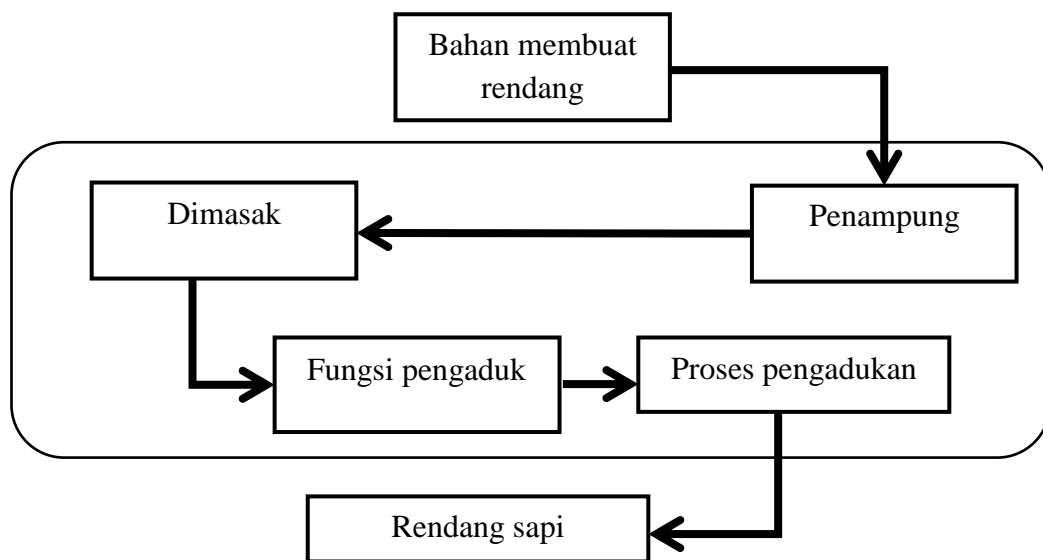 Bahan membuat
rendang
Dimasak
Penampung
Fungsi pengaduk
Proses pengadukan
Rendang sapi